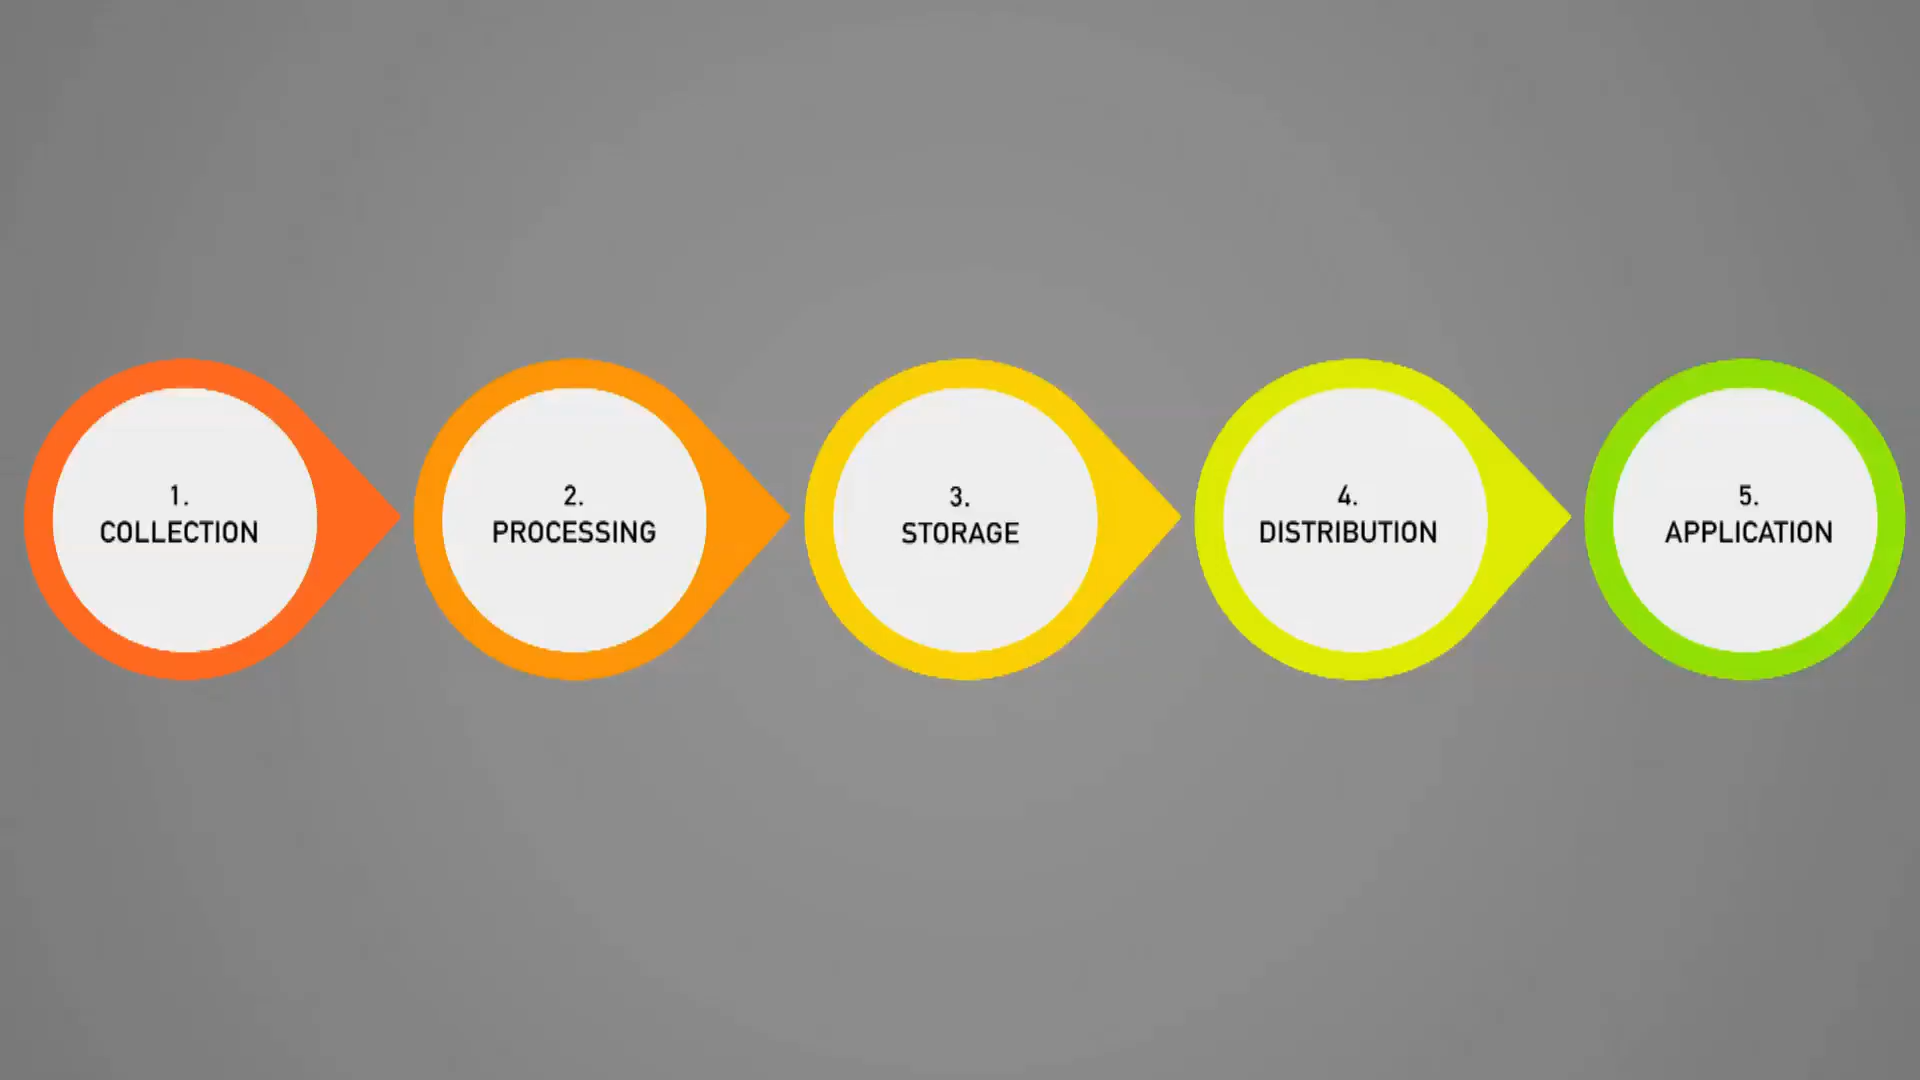 1.
COLLECTION
2.
PROCESSING
3.
STORAGE
4.
DISTRIBUTION
5.
APPLICATION